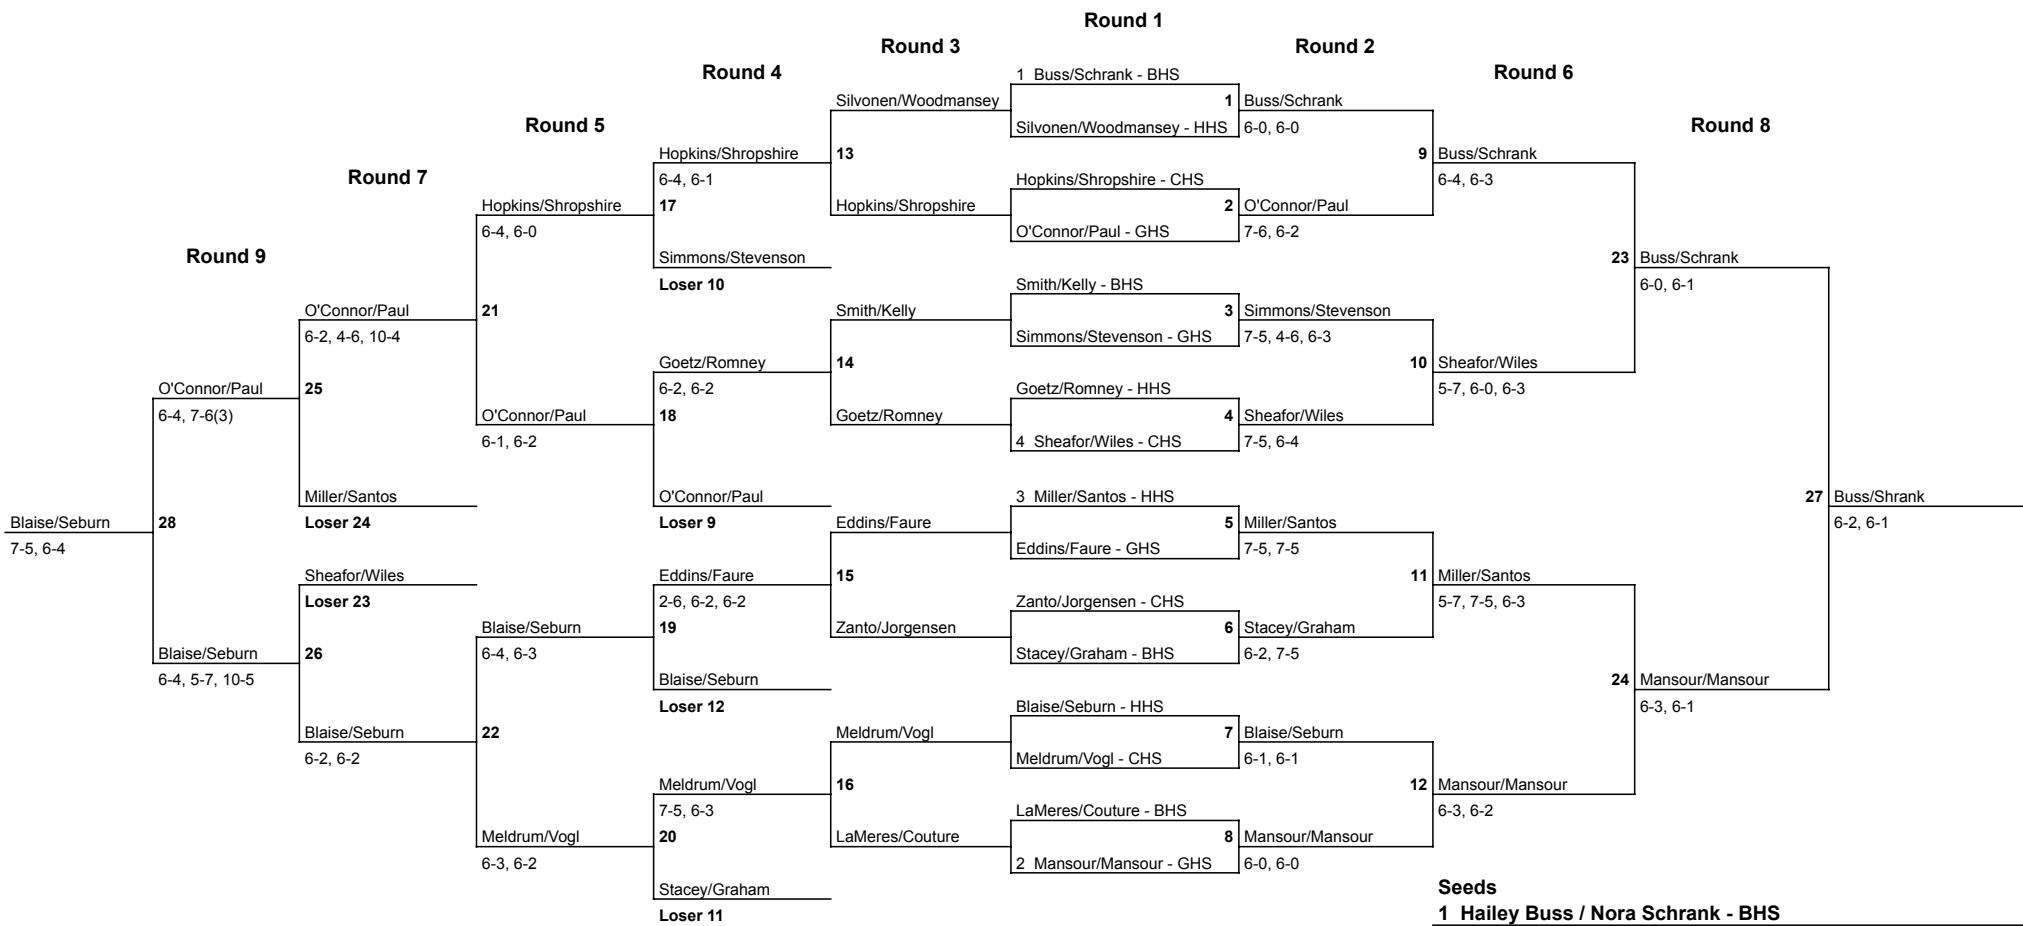 Round 1
Round 3
Round 2
Round 4
Round 6
Round 5
Round 8
Round 7
Round 9
1 Buss/Schrank - BHS
Silvonen/Woodmansey
1 Buss/Schrank
Silvonen/Woodmansey - HHS
6-0, 6-0
Hopkins/Shropshire
13
9 Buss/Schrank
6-4, 6-1
Hopkins/Shropshire - CHS
6-4, 6-3
Hopkins/Shropshire
17
Hopkins/Shropshire
2 O'Connor/Paul
6-4, 6-0
O'Connor/Paul - GHS
7-6, 6-2
Simmons/Stevenson
23 Buss/Schrank
Loser 10
Smith/Kelly - BHS
6-0, 6-1
O'Connor/Paul
21
Smith/Kelly
3 Simmons/Stevenson
6-2, 4-6, 10-4
Simmons/Stevenson - GHS
7-5, 4-6, 6-3
Goetz/Romney
14
10 Sheafor/Wiles
O'Connor/Paul
25
6-2, 6-2
Goetz/Romney - HHS
5-7, 6-0, 6-3
6-4, 7-6(3)
O'Connor/Paul
18
Goetz/Romney
4 Sheafor/Wiles
6-1, 6-2
4 Sheafor/Wiles - CHS
7-5, 6-4
Miller/Santos
O'Connor/Paul
3 Miller/Santos - HHS
27 Buss/Shrank
Blaise/Seburn
28
Loser 24
Loser 9
Eddins/Faure
5 Miller/Santos
6-2, 6-1
7-5, 6-4
Eddins/Faure - GHS
7-5, 7-5
Sheafor/Wiles
Eddins/Faure
15
11 Miller/Santos
Loser 23
2-6, 6-2, 6-2
Zanto/Jorgensen - CHS
5-7, 7-5, 6-3
Blaise/Seburn
19
Zanto/Jorgensen
6 Stacey/Graham
Blaise/Seburn
26
6-4, 6-3
Stacey/Graham - BHS
6-2, 7-5
6-4, 5-7, 10-5
Blaise/Seburn
24 Mansour/Mansour
Loser 12
Blaise/Seburn - HHS
6-3, 6-1
Blaise/Seburn
22
Meldrum/Vogl
7 Blaise/Seburn
6-2, 6-2
Meldrum/Vogl - CHS
6-1, 6-1
Meldrum/Vogl
16
12 Mansour/Mansour
7-5, 6-3
LaMeres/Couture - BHS
6-3, 6-2
Meldrum/Vogl
20
LaMeres/Couture
8 Mansour/Mansour
6-3, 6-2
2 Mansour/Mansour - GHS
6-0, 6-0
Stacey/Graham
Seeds
Loser 11
1 Hailey Buss / Nora Schrank - BHS